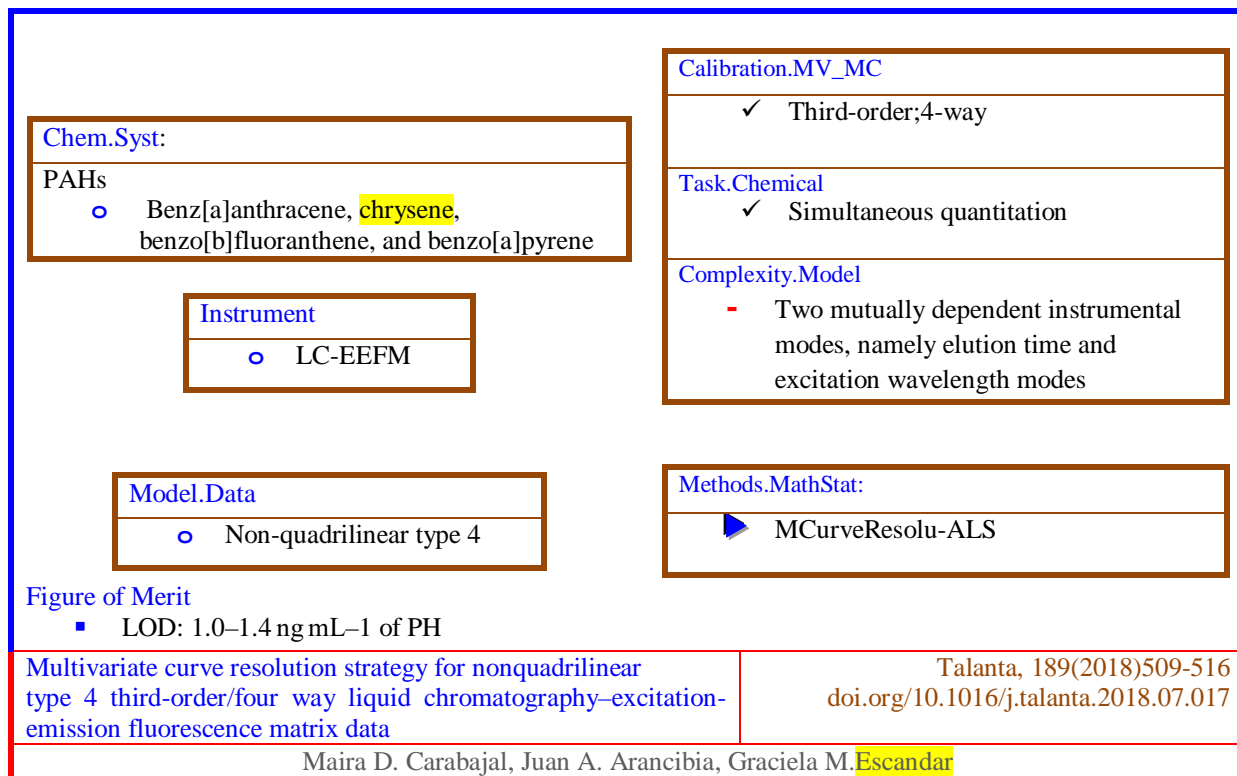 Chem.Syst:
PAHs
o Benz[a]anthracene, chrysene,
benzo[b]fluoranthene, and benzo[a]pyrene
Instrument
o LC-EEFM
Model.Data
o Non-quadrilinear type 4
Calibration.MV_MC
✓ Third-order;4-way
Task.Chemical
✓ Simultaneous quantitation
Complexity.Model
- Two mutually dependent instrumental
modes, namely elution time and
excitation wavelength modes
Methods.MathStat:
MCurveResolu-ALS
Figure of Merit
▪ LOD: 1.0–1.4 ng mL–1 of PH
Multivariate curve resolution strategy for nonquadrilinear
type 4 third-order/four way liquid chromatography–excitation-
emission fluorescence matrix data
Talanta, 189(2018)509-516
doi.org/10.1016/j.talanta.2018.07.017
Maira D. Carabajal, Juan A. Arancibia, Graciela M.Escandar